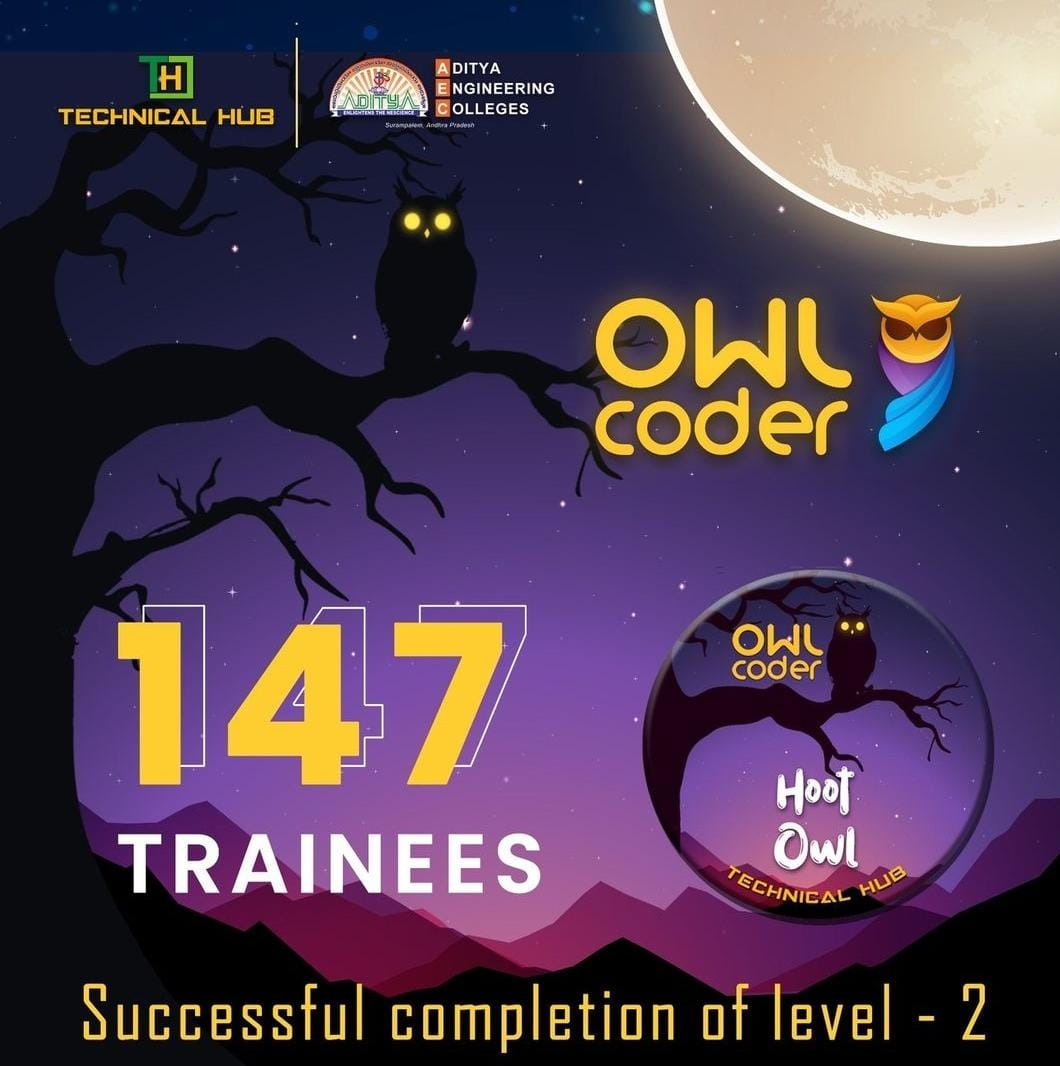 TH
TECHNICAL HUB
ADITYA
ENLIGHTENS THE NESCIENCE
ADITYA
ENGINEERING
COLLEGES
Surampalem, Andhra Pradesh
OWL
coder
147
TRAINEES
OWL
coder
Hoot
Owl
TECHNICAL HUB
Successful completion of level - 2